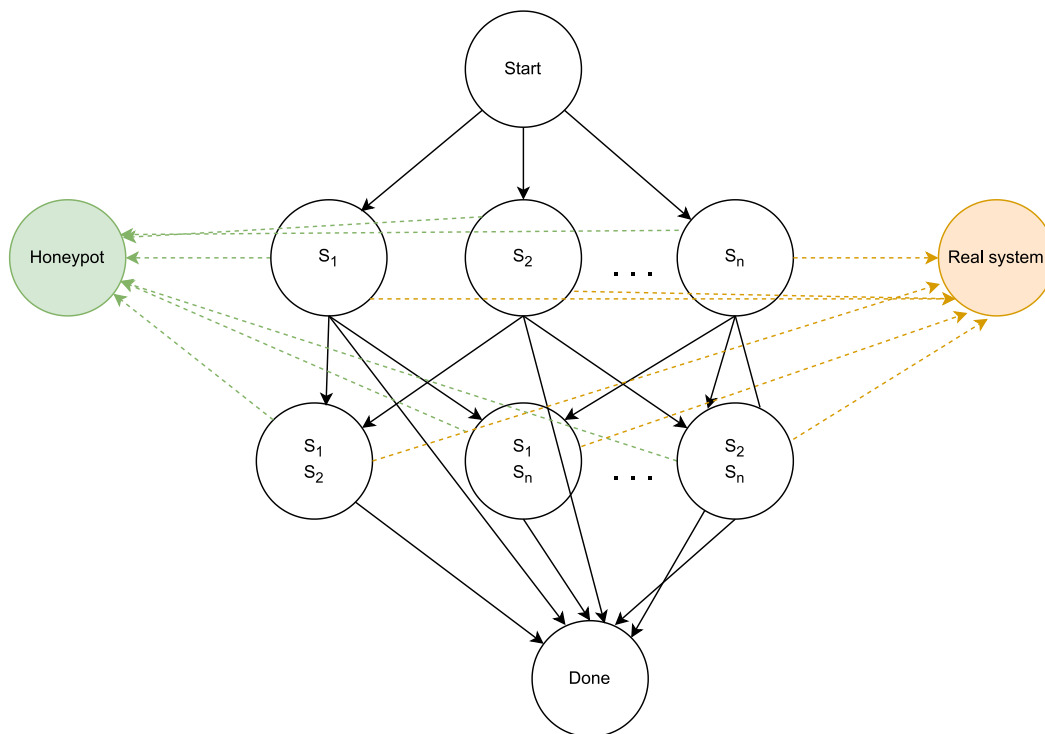 Start
Honeypot
S1
S2
. . .
Sn
Real system
S1
S2
S1
Sn
. . .
S2
Sn
Done